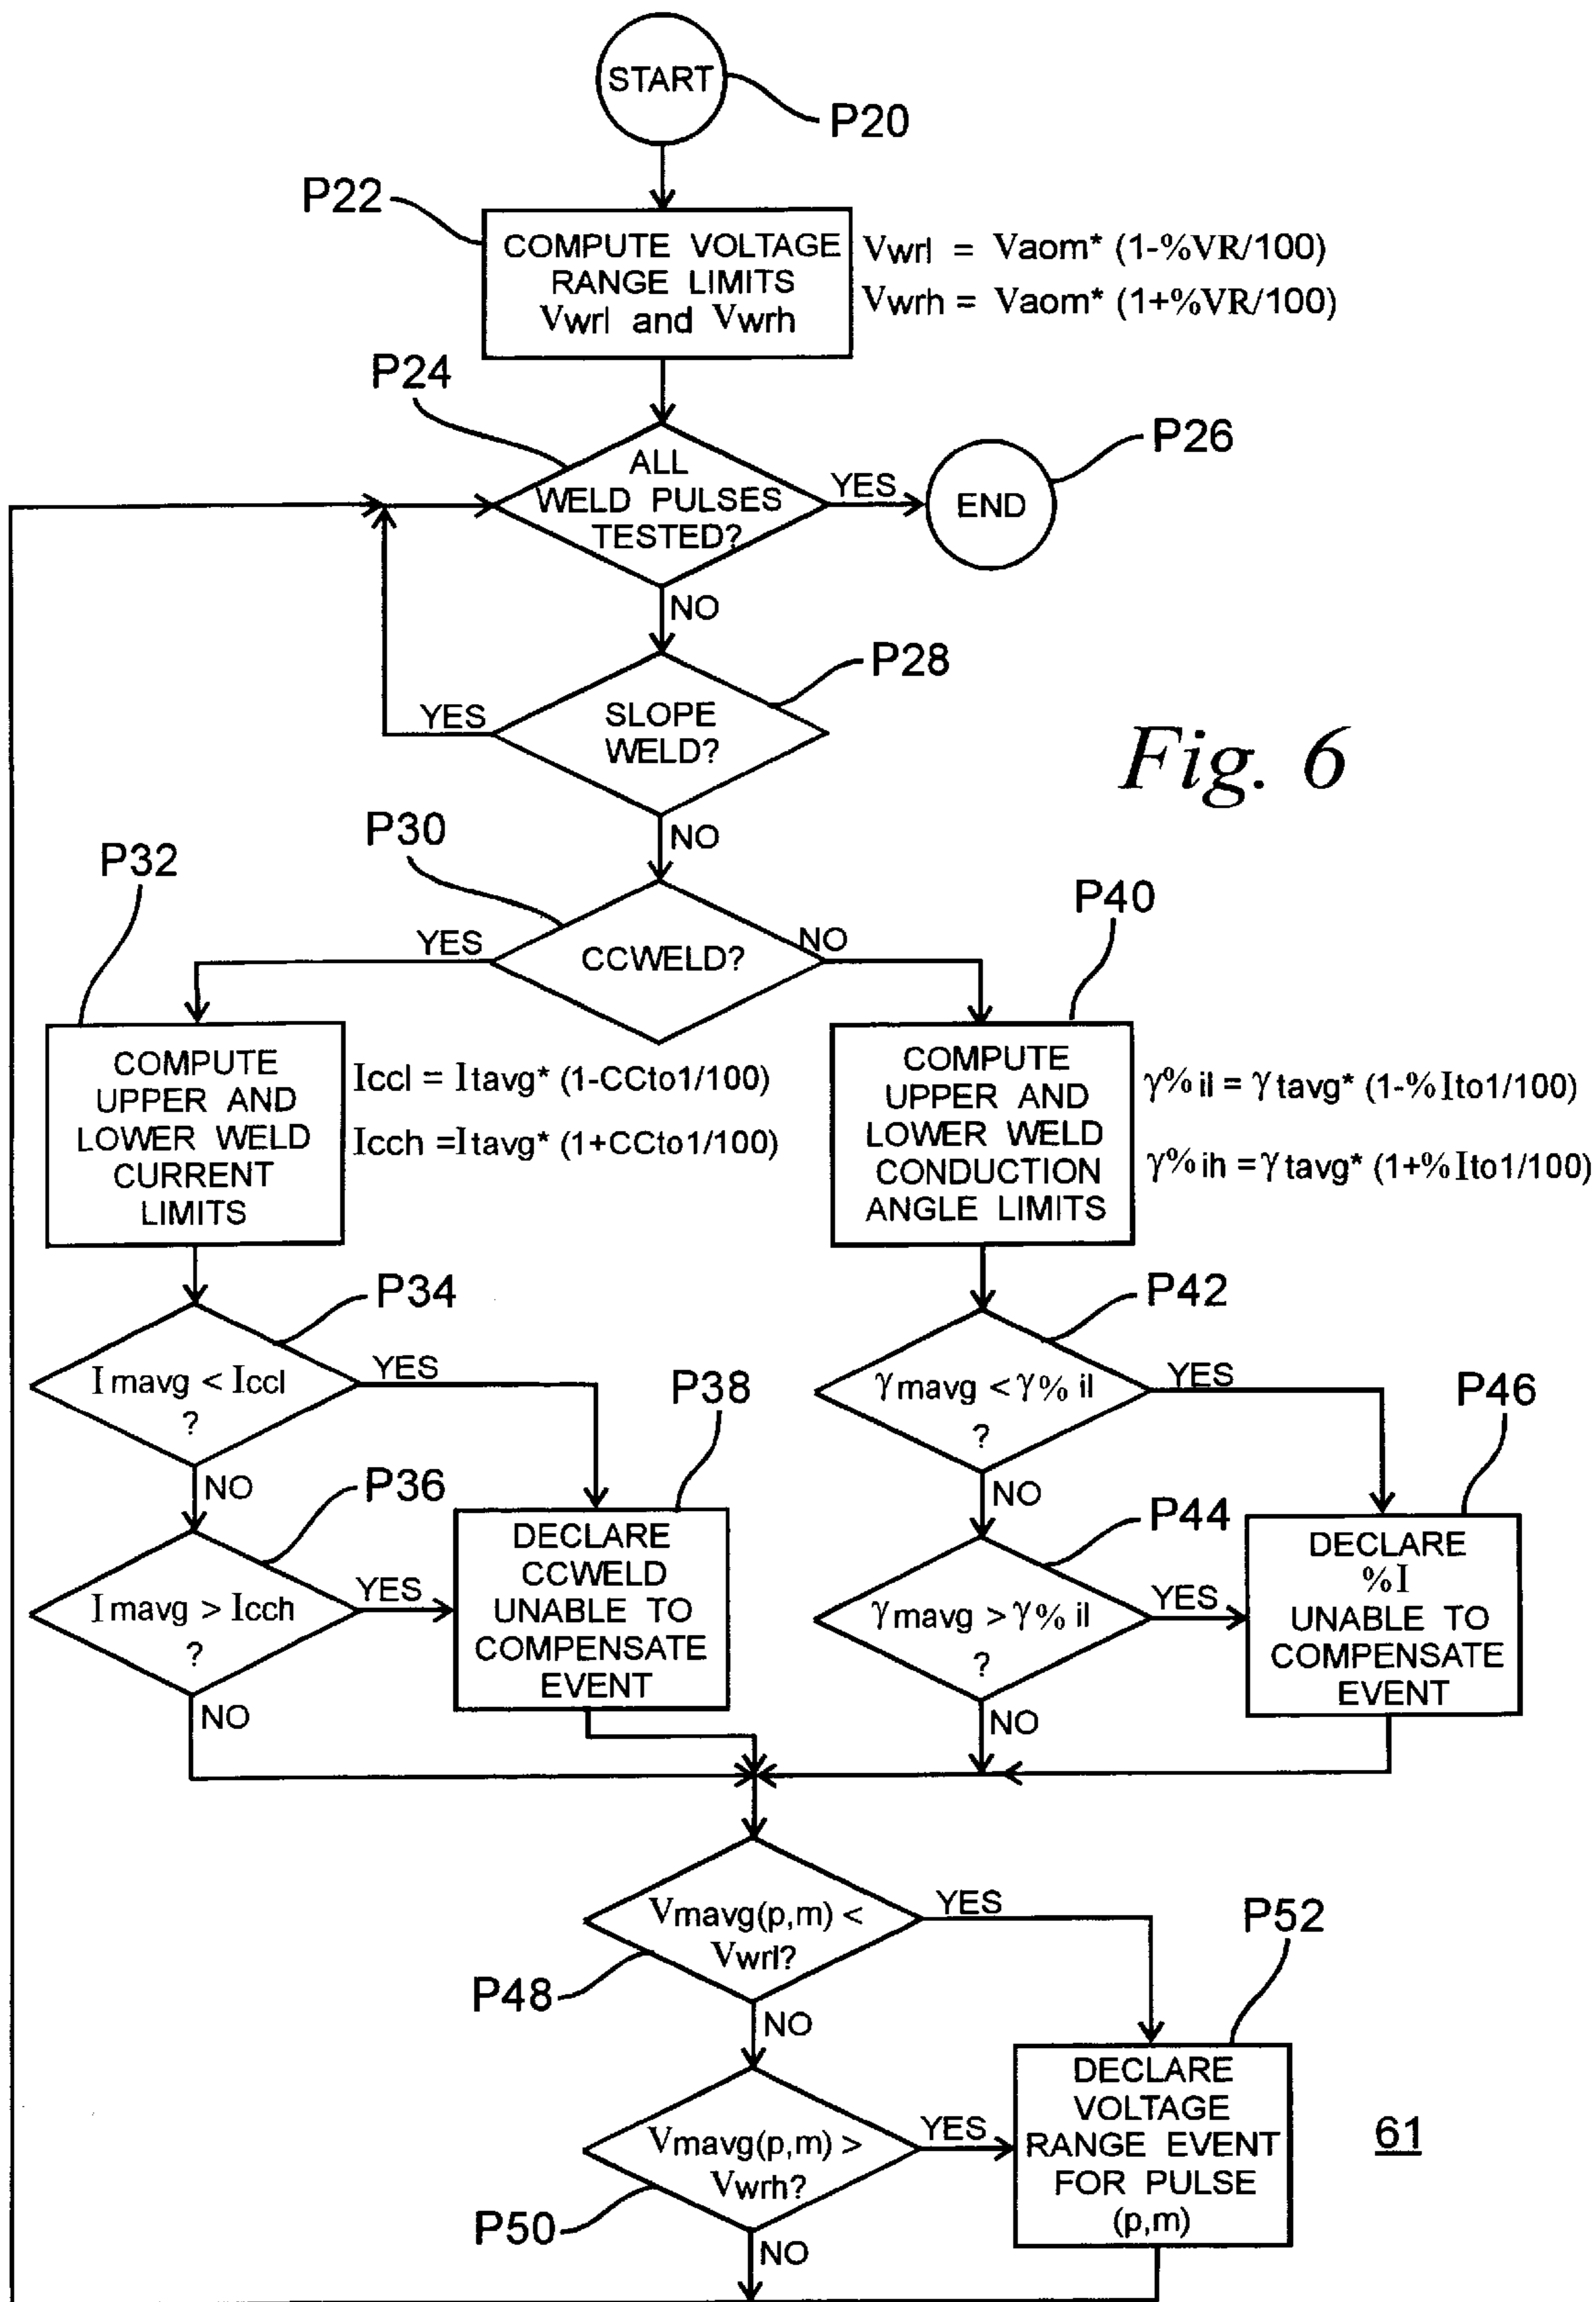 START
P20
P22
COMPUTE VOLTAGE
RANGE LIMITS
Vwrl and Vwrh
Vwrl = Vaom* (1-%VR/100)
Vwrh = Vaom* (1+%VR/100)
P24
ALL
WELD PULSES
TESTED?
YES
END
P26
NO
P28
SLOPE
WELD?
YES
Fig. 6
NO
P30
CCWELD?
YES
NO
P32
COMPUTE
UPPER AND
LOWER WELD
CURRENT
LIMITS
Iccl = Itavg* (1-CCto1/100)
Icch =Itavg* (1+CCto1/100)
P40
COMPUTE
UPPER AND
LOWER WELD
CONDUCTION
ANGLE LIMITS
γ% il = γ tavg* (1-% Ito1/100)
γ% ih = γ tavg* (1+% Ito1/100)
P34
I mavg < Iccl
?
YES
NO
P36
I mavg > Icch
?
YES
NO
P38
DECLARE
CCWELD
UNABLE TO
COMPENSATE
EVENT
P42
γ mavg < γ% il
?
YES
NO
P44
γ mavg > γ% il
?
YES
NO
P46
DECLARE
%I
UNABLE TO
COMPENSATE
EVENT
Vmavg(p,m) <
Vwrl?
P48
YES
NO
Vmavg(p,m) >
Vwrh?
P50
YES
NO
P52
DECLARE
VOLTAGE
RANGE EVENT
FOR PULSE
(p,m)
61